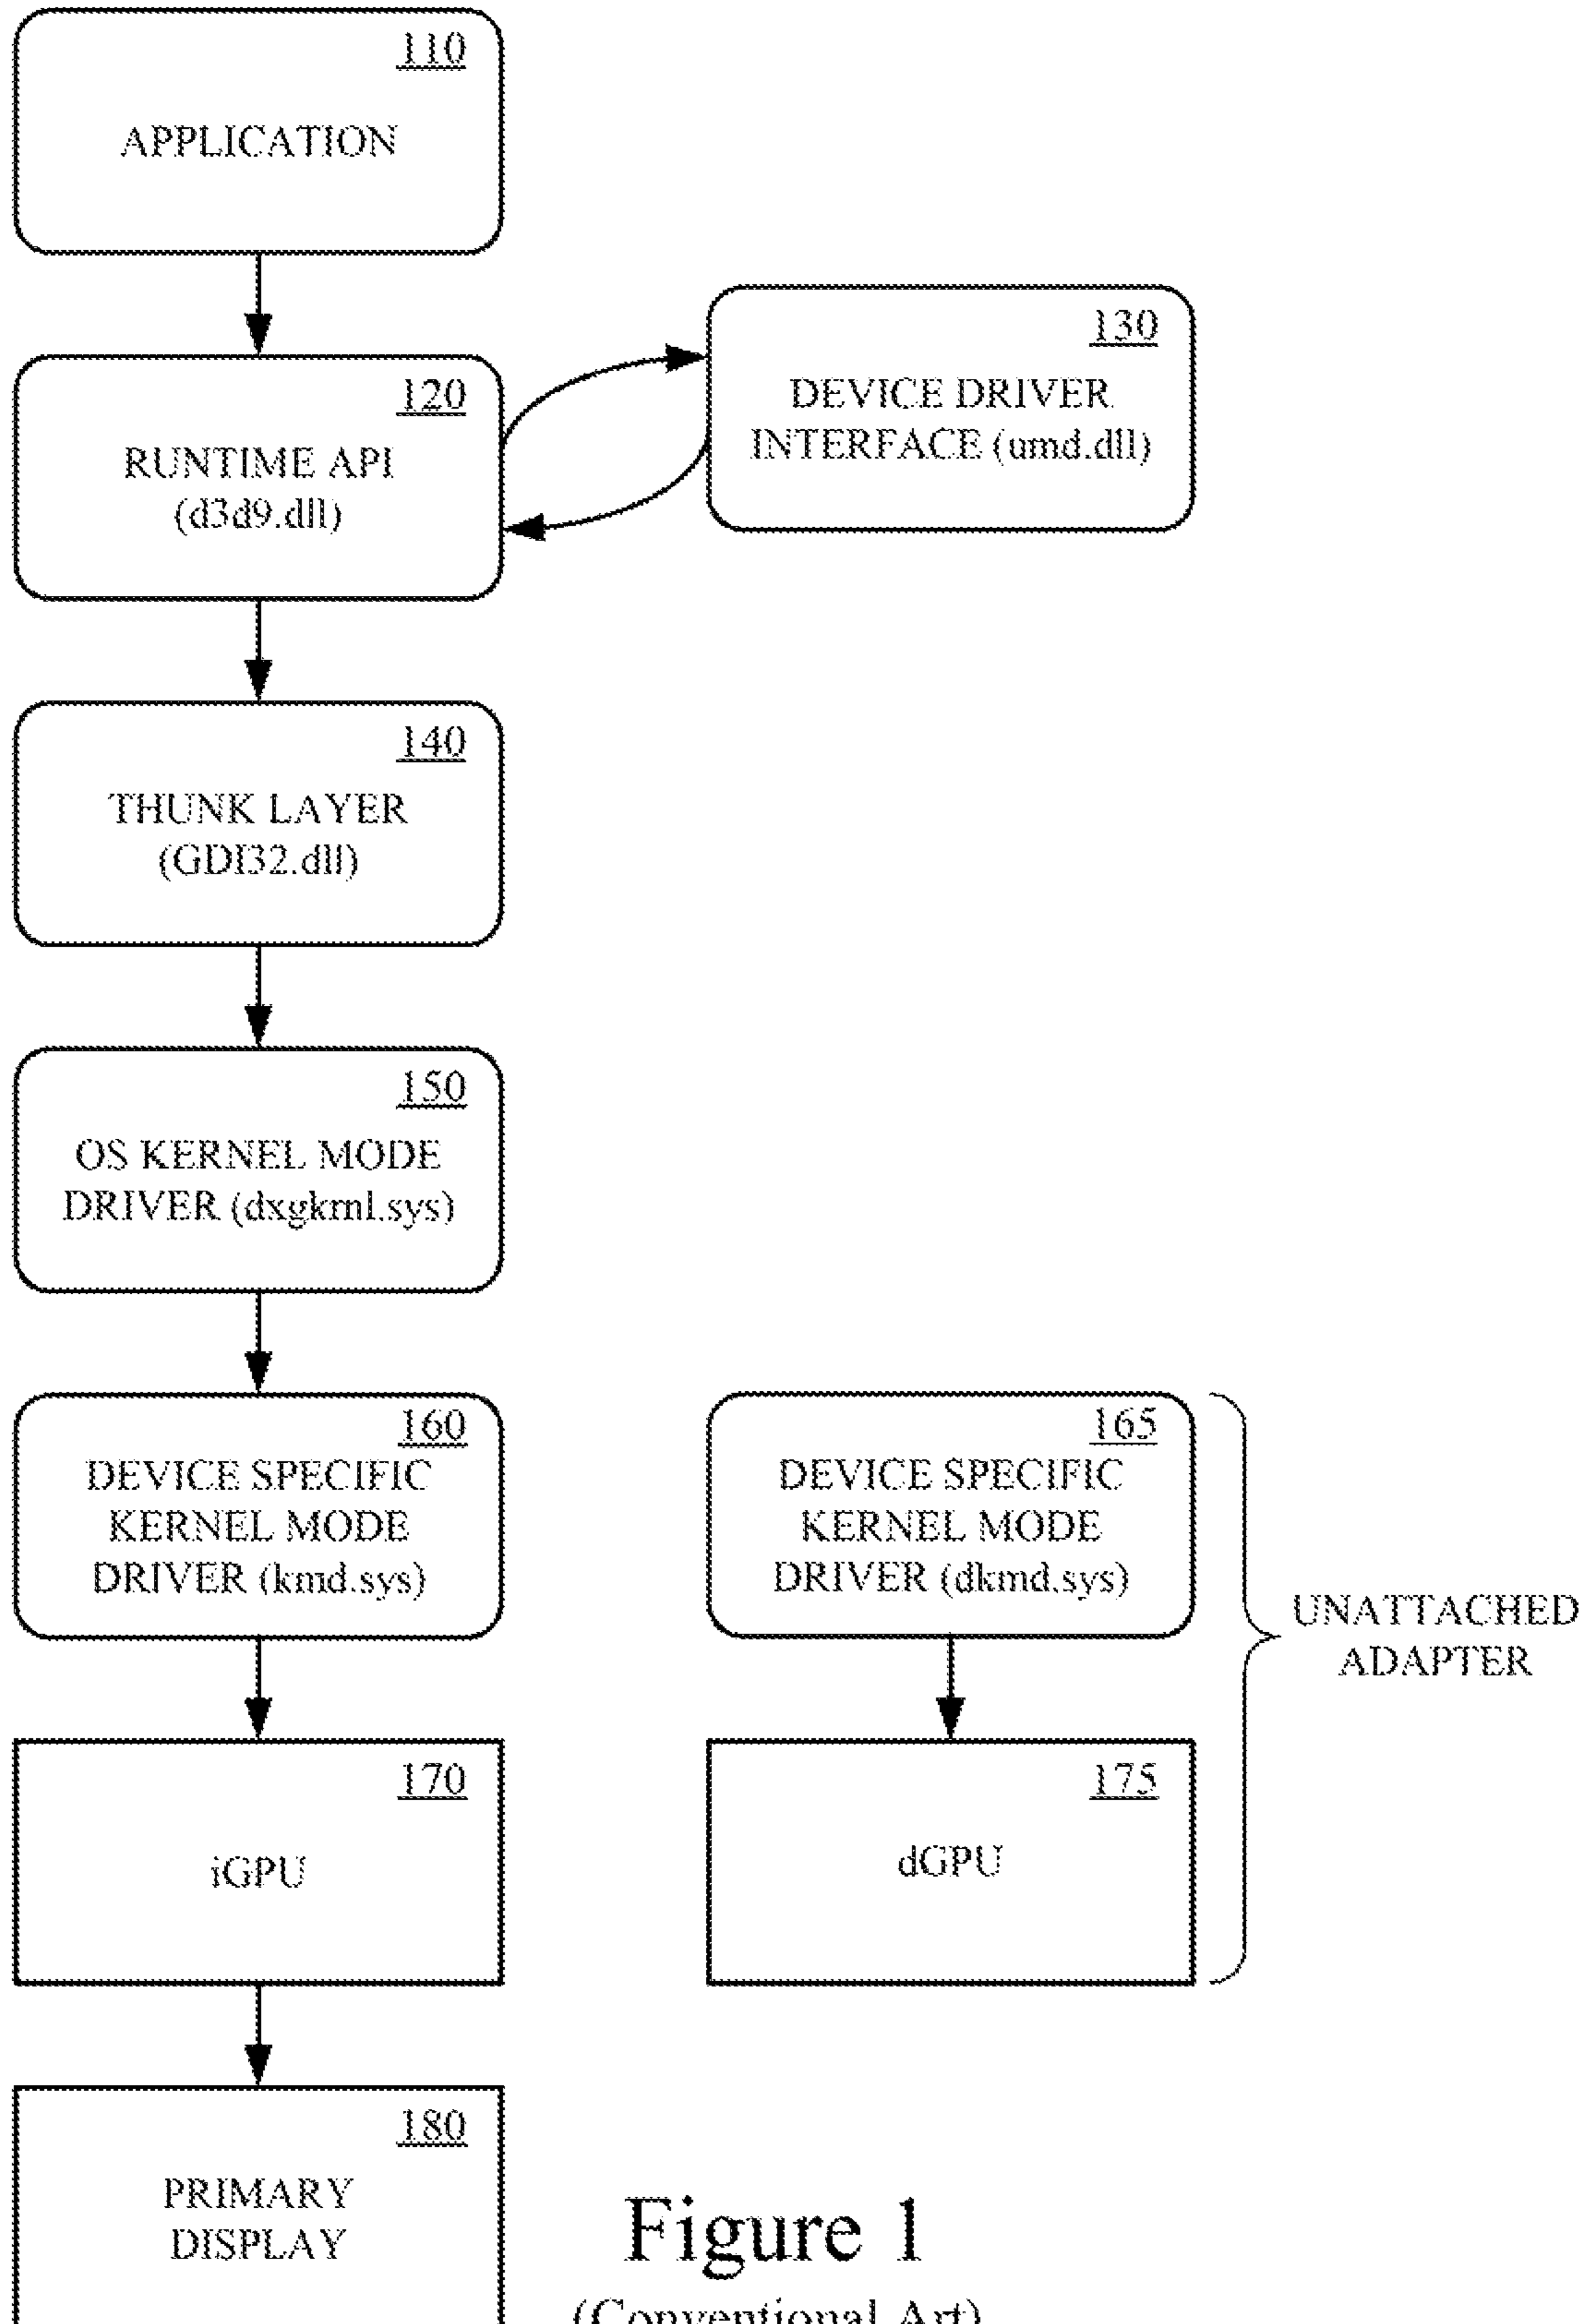 110
APPLICATION
120
RUNTIME API
(d3d9.dll)
130
DEVICE DRIVER
INTERFACE (umd.dll)
140
THUNK LAYER
(GDI32.dll)
150
OS KERNEL MODE
DRIVER (dxgkrnl.sys)
160
DEVICE SPECIFIC
KERNEL MODE
DRIVER (kmd.sys)
165
DEVICE SPECIFIC
KERNEL MODE
DRIVER (dkmd.sys)
UNATTACHED
ADAPTER
170
iGPU
175
dGPU
180
PRIMARY
DISPLAY
Figure 1
(Conventional Art)